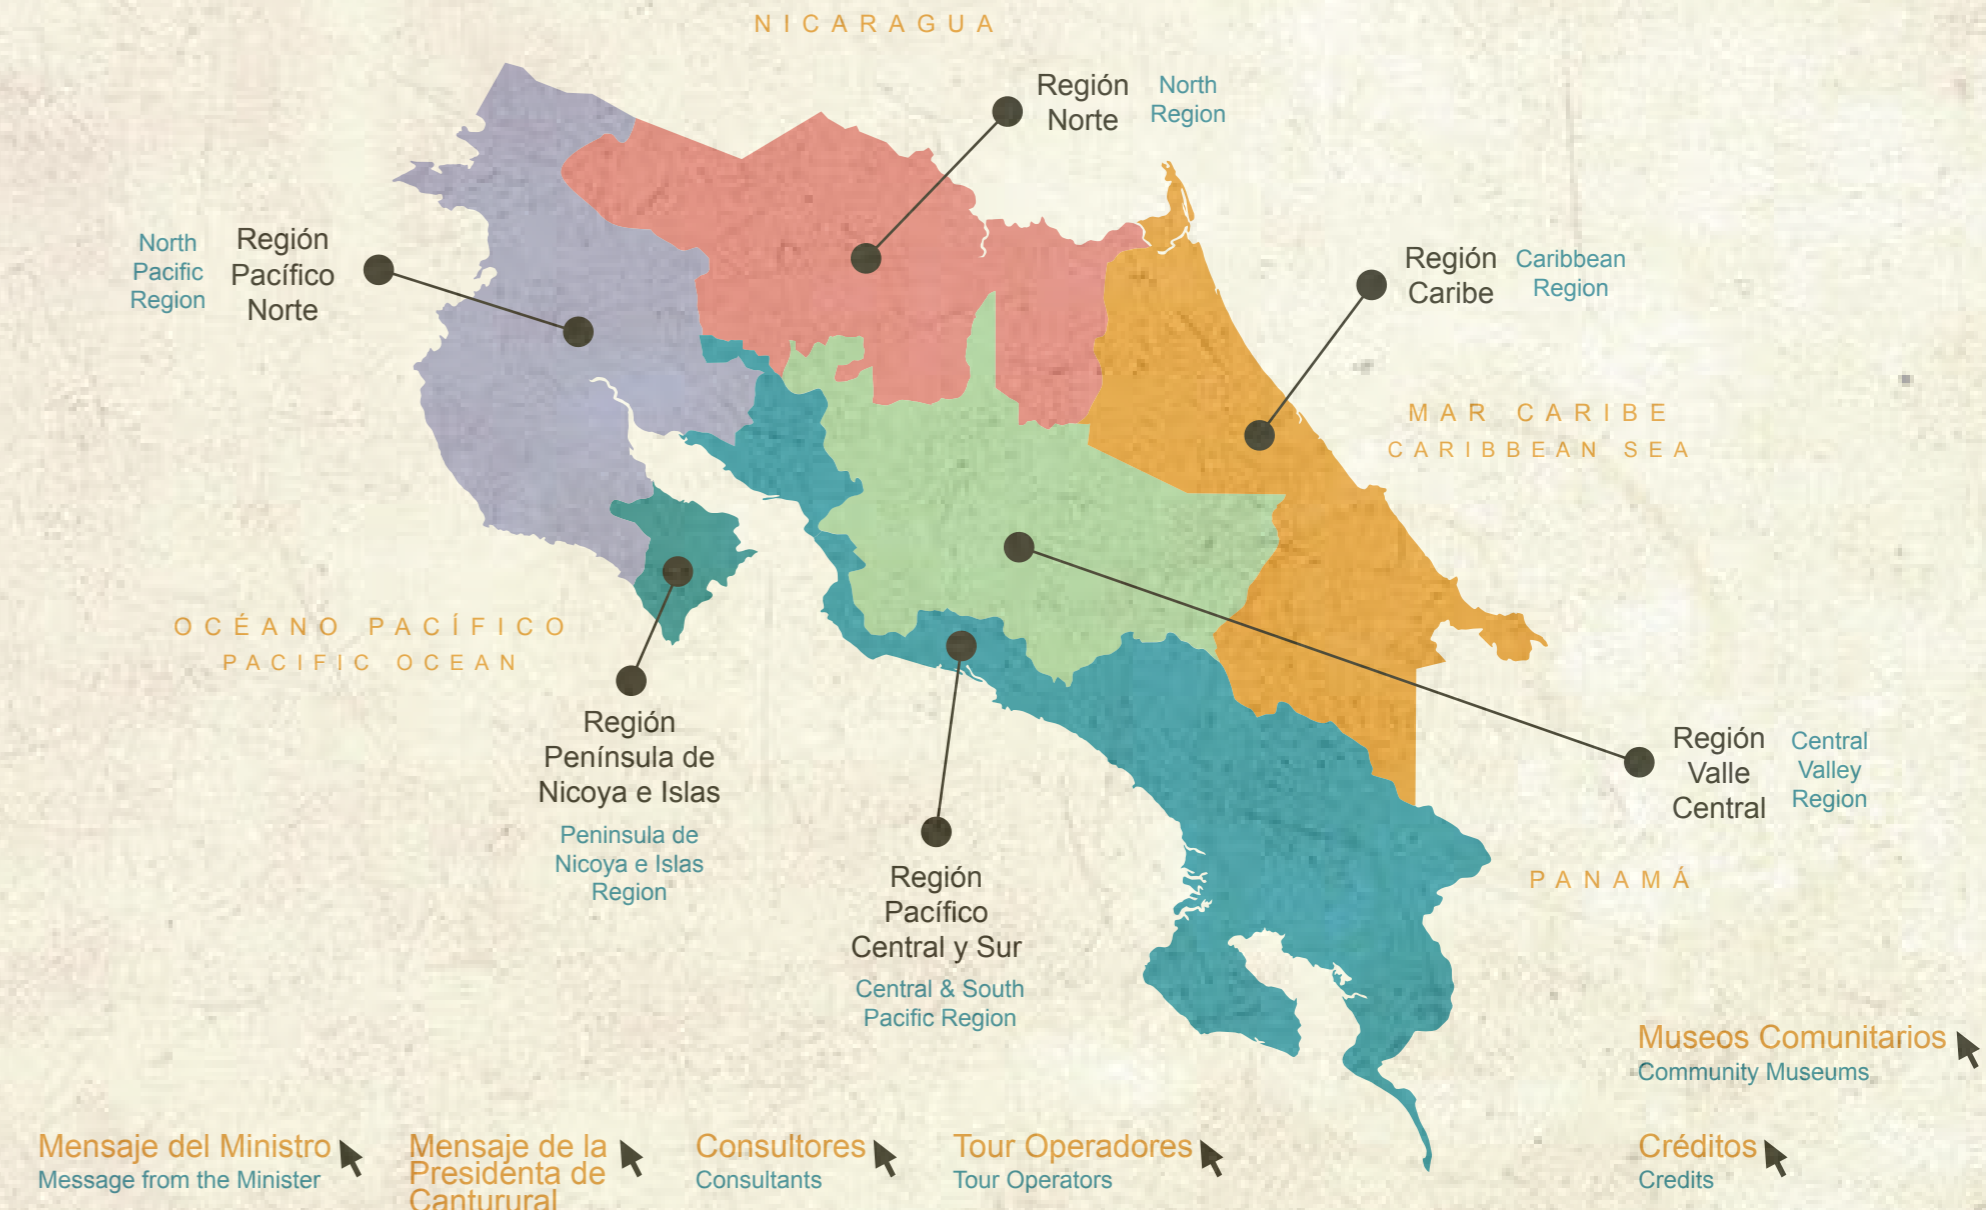 NICARAGUA
Región
Norte
North
Region
North
Pacific
Region
Región
Pacífico
Norte
Región
Caribe
Caribbean
Region
MAR CARIBE
CARIBBEAN SEA
OCÉANO PACÍFICO
PACIFIC OCEAN
Región
Península de
Nicoya e Islas
Peninsula de
Nicoya e Islas
Region
Región
Pacífico
Central y Sur
Central & South
Pacific Region
Región
Valle
Central
Central
Valley
Region
PANAMÁ
Museos Comunitarios
Community Museums
Mensaje del Ministro
Message from the Minister
Mensaje de la
Presidenta de
Canturural
Consultores
Consultants
Tour Operadores
Tour Operators
Créditos
Credits